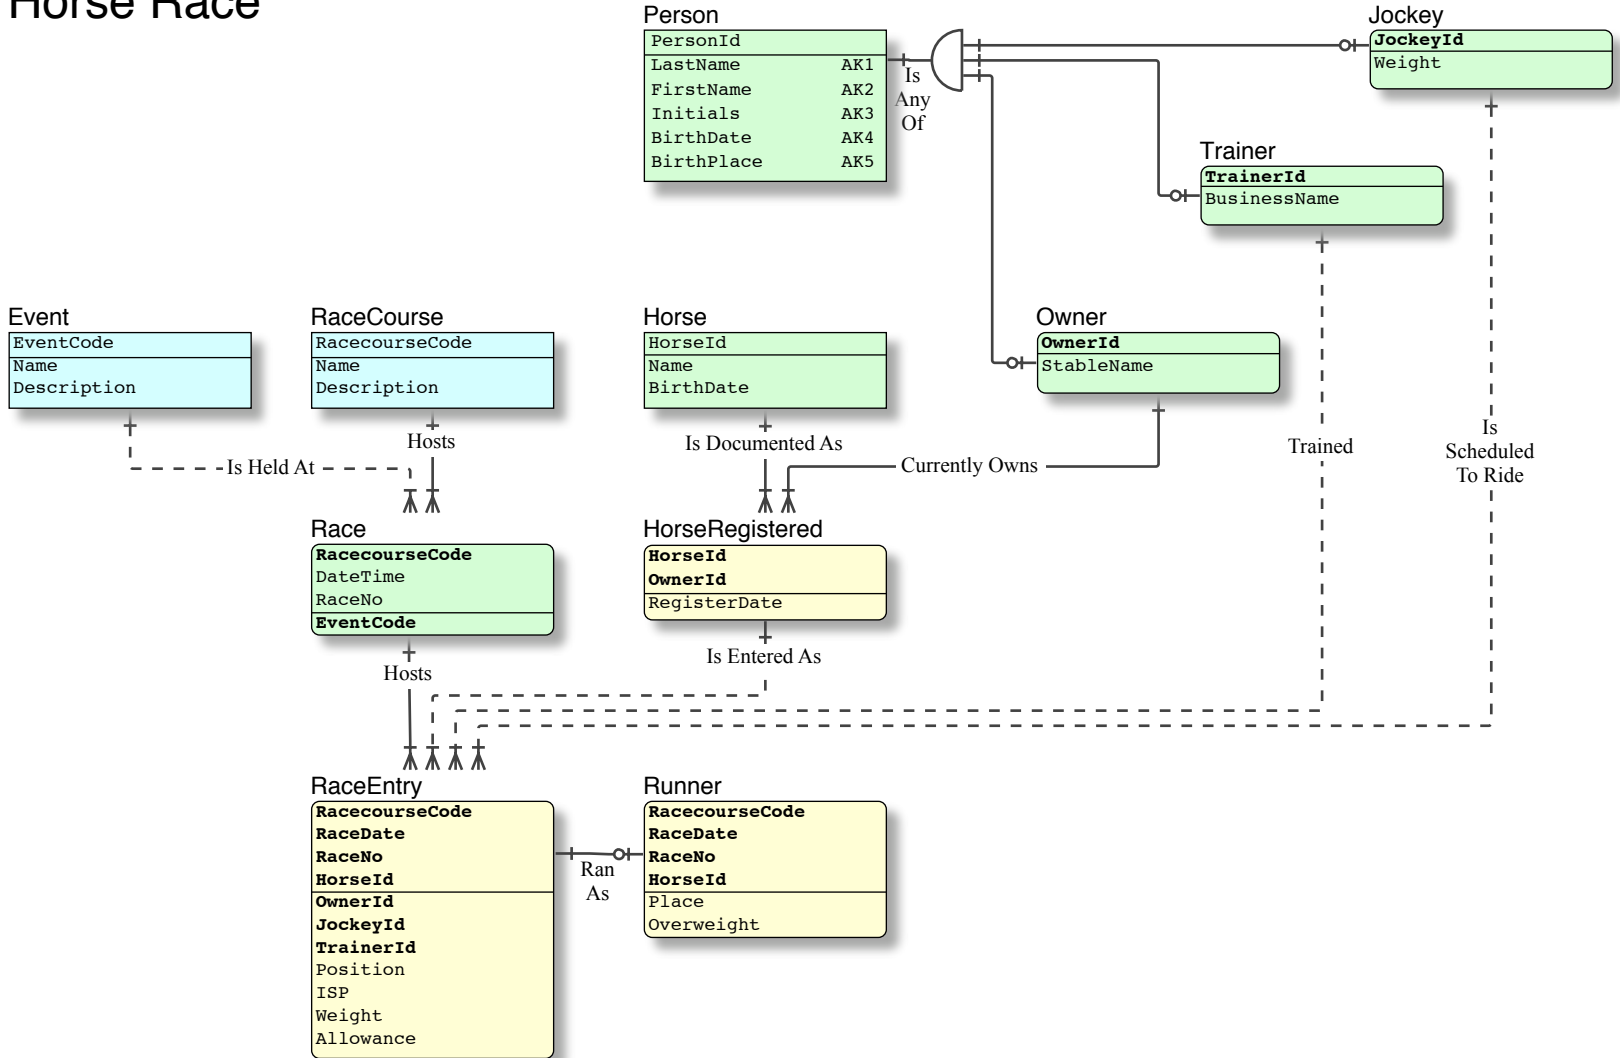 Horse Race
Person
PersonId
LastName AK1
FirstName AK2
Initials AK3
BirthDate AK4
BirthPlace AK5
Is
Any
Of
Jockey
JockeyId
Weight
Trainer
TrainerId
BusinessName
Event
EventCode
Name
Description
RaceCourse
RacecourseCode
Name
Description
Horse
HorseId
Name
BirthDate
Owner
OwnerId
StableName
Is Held At
Hosts
Is Documented As
Currently Owns
Trained
Is
Scheduled
To Ride
Race
RacecourseCode
DateTime
RaceNo
EventCode
HorseRegistered
HorseId
OwnerId
RegisterDate
Hosts
Is Entered As
RaceEntry
RacecourseCode
RaceDate
RaceNo
HorseId
OwnerId
JockeyId
TrainerId
Position
ISP
Weight
Allowance
Ran
As
Runner
RacecourseCode
RaceDate
RaceNo
HorseId
Place
Overweight